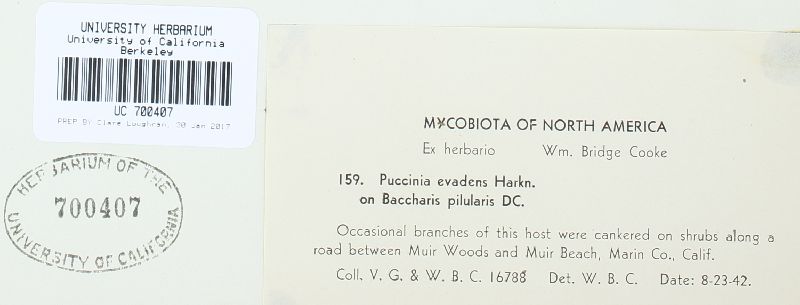 UNIVERSITY HERBARIUM
University of California
Berkeley
UC 700407
PREP BY Clare Loughran, 30 Jan 2017
HERBARIUM OF THE
700407
UNIVERSITY OF CALIFORNIA
MYCOBIOTA OF NORTH AMERICA
Ex herbario Wm. Bridge Cooke
159. Puccinia evadens Harkn.
on Baccharis pilularis DC.
Occasional branches of this host were cankered on shrubs along a
road between Muir Woods and Muir Beach, Marin Co., Calif.
Coll. V. G. & W. B. C. 16788 Det. W. B. C. Date: 8-23-42.